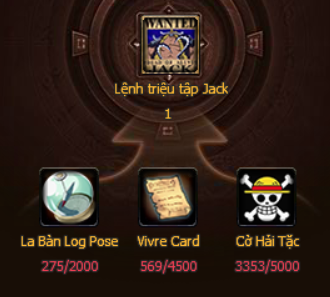 WANTED
Lệnh triệu tập Jack
1
La Bàn Log Pose
Vivre Card
Cờ Hải Tặc
275/2000
569/4500
3353/5000